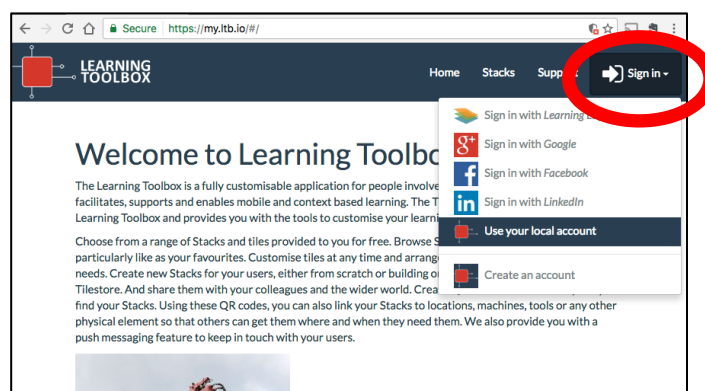 Secure https://my.ltb.io/#/
LEARNING
TOOLBOX
Home Stacks Sign in
Sign in with Learning
Sign in with Google
Sign in with Facebook
in Sign in with LinkedIn
Use your local account
Create an account
Welcome to Learning
The Learning Toolbox is a fully customisable application for people
facilitates, supports and enables mobile and context based learning. The
Learning Toolbox and provides you with the tools to customise your
Choose from a range of Stacks and tiles provided to you for free. Browse
particularly like as your favourites. Customise tiles at any time and
needs. Create new Stacks for your users, either from scratch or building
Tilestore. And share them with your colleagues and the wider world.
find your Stacks. Using these QR codes, you can also link your Stacks to locations, machines, tools or any other
physical element so that others can get them where and when they need them. We also provide you with a
push messaging feature to keep in touch with your users.